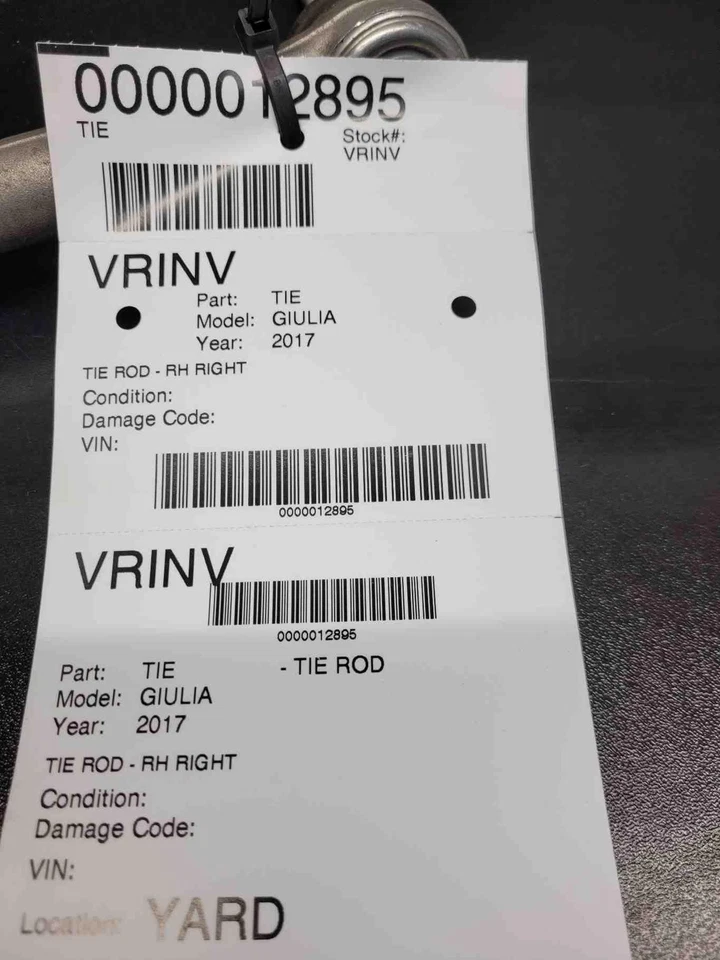 0000012895
TIE
Stock#:
VRINV
VRINV
Part: TIE
Model: GIULIA
Year: 2017
TIE ROD - RH RIGHT
Condition:
Damage Code:
VIN:
0000012895
VRINV
0000012895
Part: TIE - TIE ROD
Model: GIULIA
Year: 2017
TIE ROD - RH RIGHT
Condition:
Damage Code:
VIN:
Location: YARD